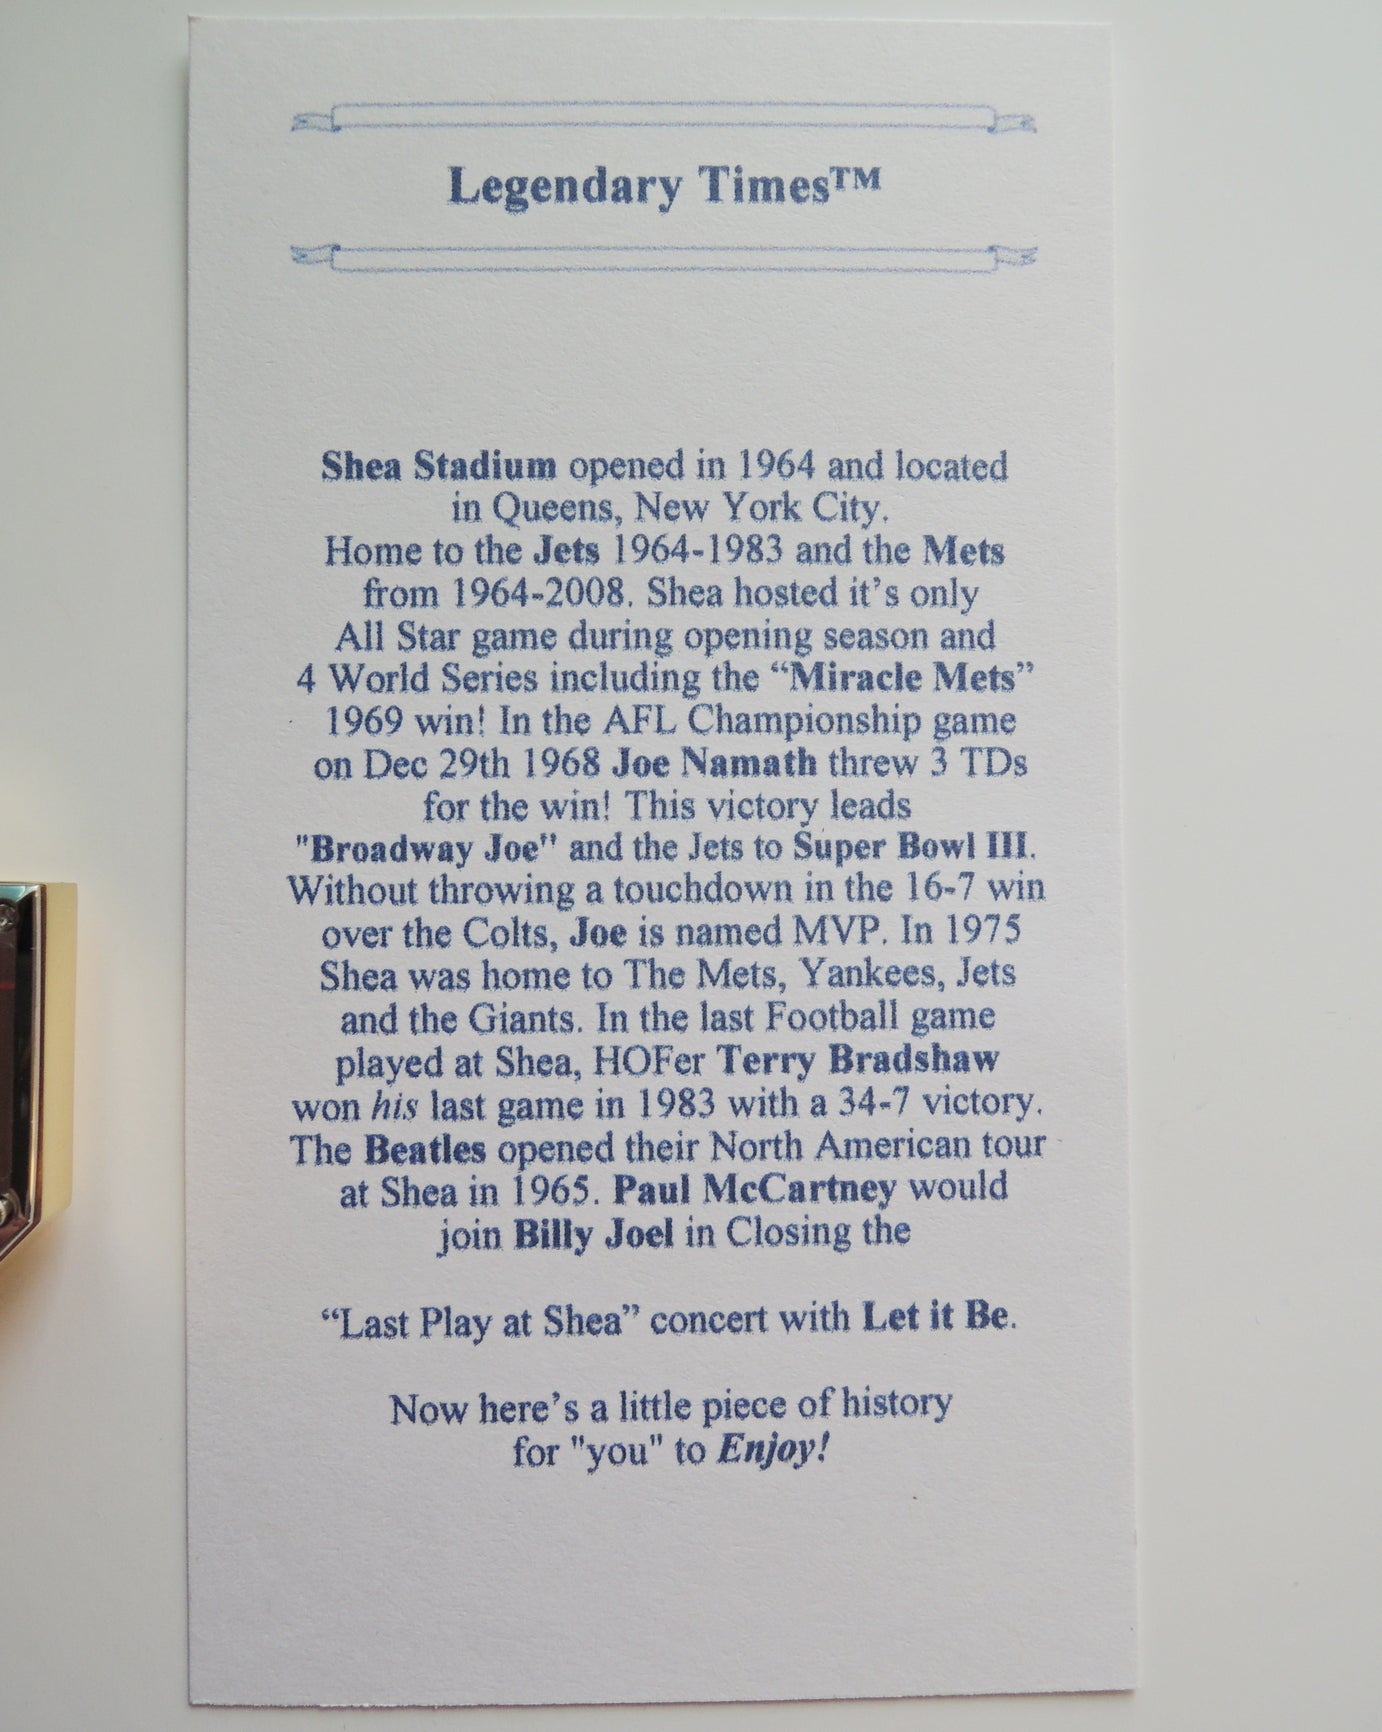 Legendary Times™
Shea Stadium opened in 1964 and located
in Queens, New York City.
Home to the Jets 1964-1983 and the Mets
from 1964-2008. Shea hosted it’s only
All Star game during opening season and
4 World Series including the “Miracle Mets”
1969 win! In the AFL Championship game
on Dec 29th 1968 Joe Namath threw 3 TDs
for the win! This victory leads
"Broadway Joe" and the Jets to Super Bowl III.
Without throwing a touchdown in the 16-7 win
over the Colts, Joe is named MVP. In 1975
Shea was home to The Mets, Yankees, Jets
and the Giants. In the last Football game
played at Shea, HOFer Terry Bradshaw
won his last game in 1983 with a 34-7 victory.
The Beatles opened their North American tour
at Shea in 1965. Paul McCartney would
join Billy Joel in Closing the
“Last Play at Shea” concert with Let it Be.
Now here’s a little piece of history
for "you" to Enjoy!